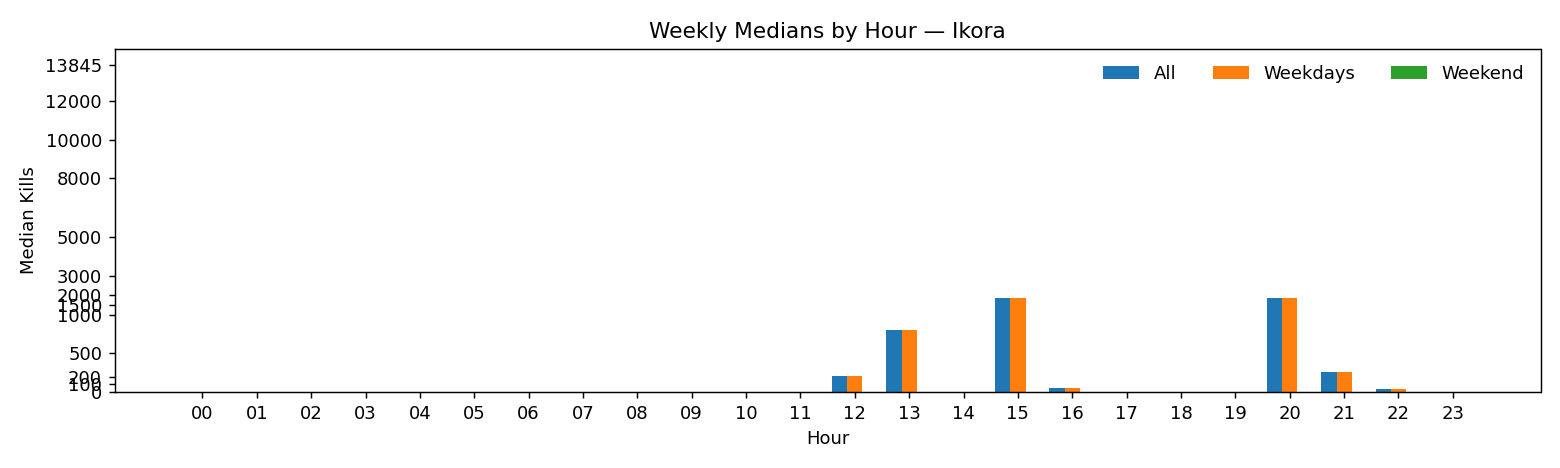 Weekly Medians by Hour — Ikora
All Weekdays Weekend
Median Kills
13845
12000
10000
8000
5000
3000
2000
1500
1000
500
200
100
0
00 01 02 03 04 05 06 07 08 09 10 11 12 13 14 15 16 17 18 19 20 21 22 23
Hour